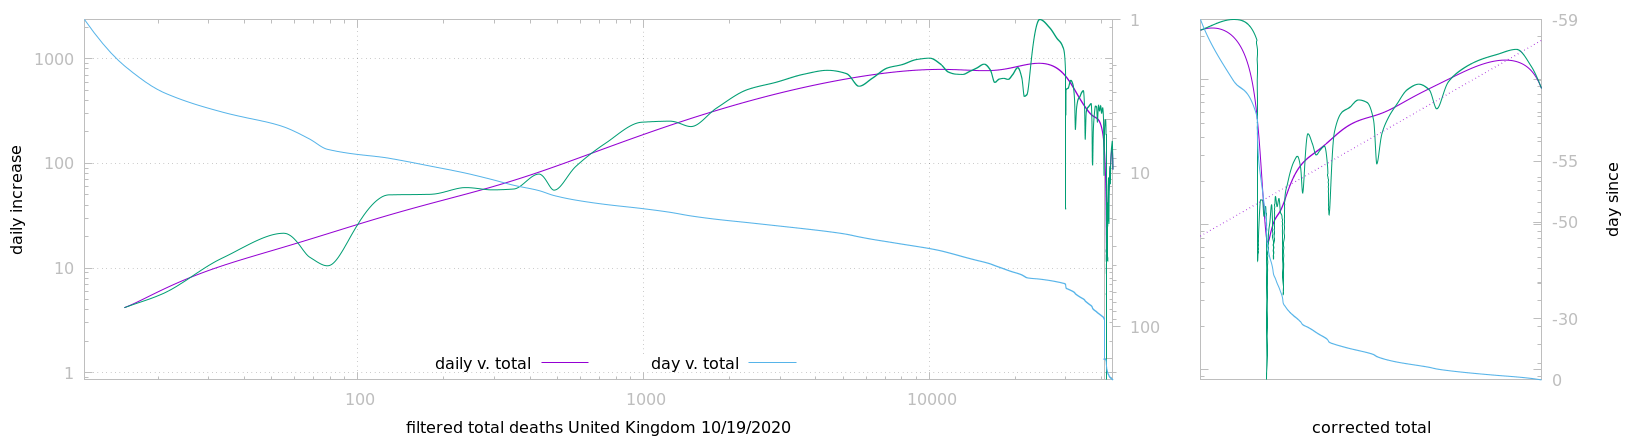 daily increase
1000
100
10
1
100
1000
10000
filtered total deaths United Kingdom 10/19/2020
daily v. total
day v. total
1
10
100
-59
-55
-50
-30
0
day since
corrected total